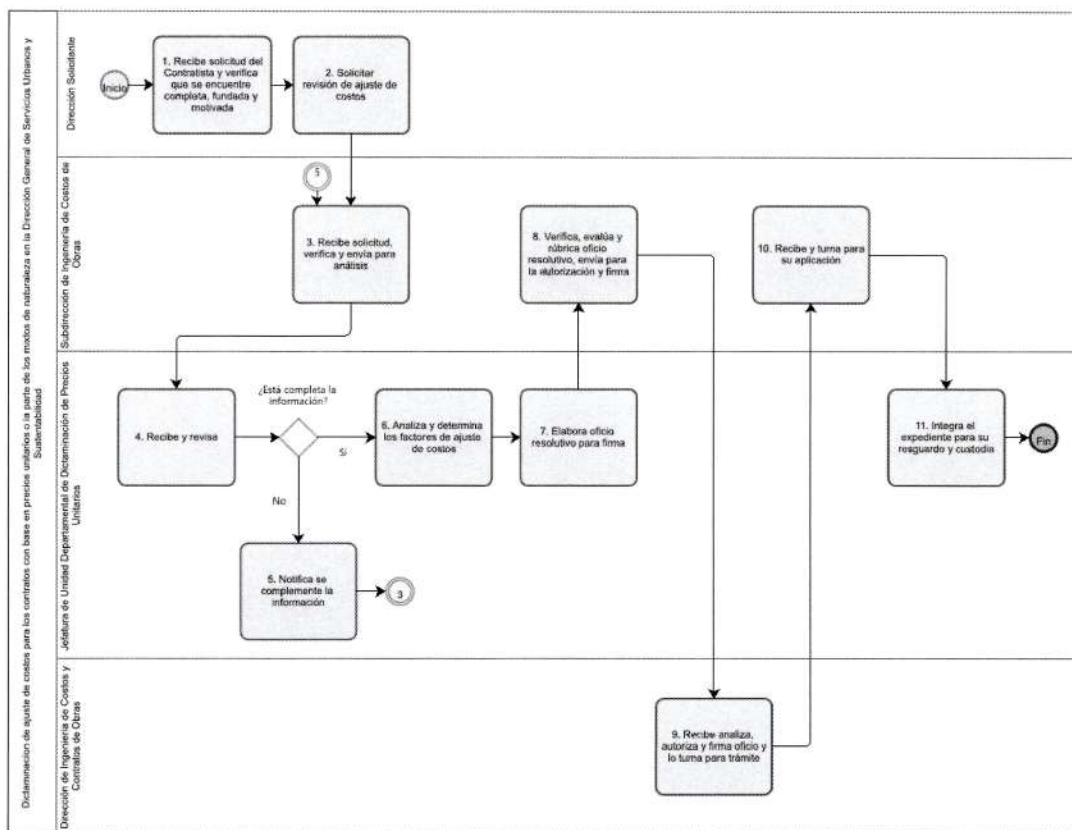 Dictaminacion de ajuste de costos para los contratos con base en precios unitarios o la parte de los mixtos de naturaleza en la Dirección General de Servicios Urbanos y
Sustentabilidad
Dirección Solicitante
Inicio
1. Recibe solicitud del
Contratista y verifica
que se encuentre
completa, fundada y
motivada
2. Solicitar
revisión de ajuste de
costos
Subdirección de Ingeniería de Costos de
Obras
5
3. Recibe solicitud,
verifica y envía para
análisis
8. Verifica, evalúa y
rúbrica oficio
resolutivo, envía para
la autorización y firma
10. Recibe y turna para
su aplicación
Jefatura de Unidad Departamental de Dictaminación de Precios
Unitarios
4. Recibe y revisa
¿Está completa la
información?
Sí
No
6. Analiza y determina
los factores de ajuste
de costos
7. Elabora oficio
resolutivo para firma
11. Integra el
expediente para su
resguardo y custodia
Fin
5. Notifica se
complemente la
información
3
Dirección de Ingeniería de Costos y
Contratos de Obras
9. Recibe analiza,
autoriza y firma oficio y
lo turna para trámite